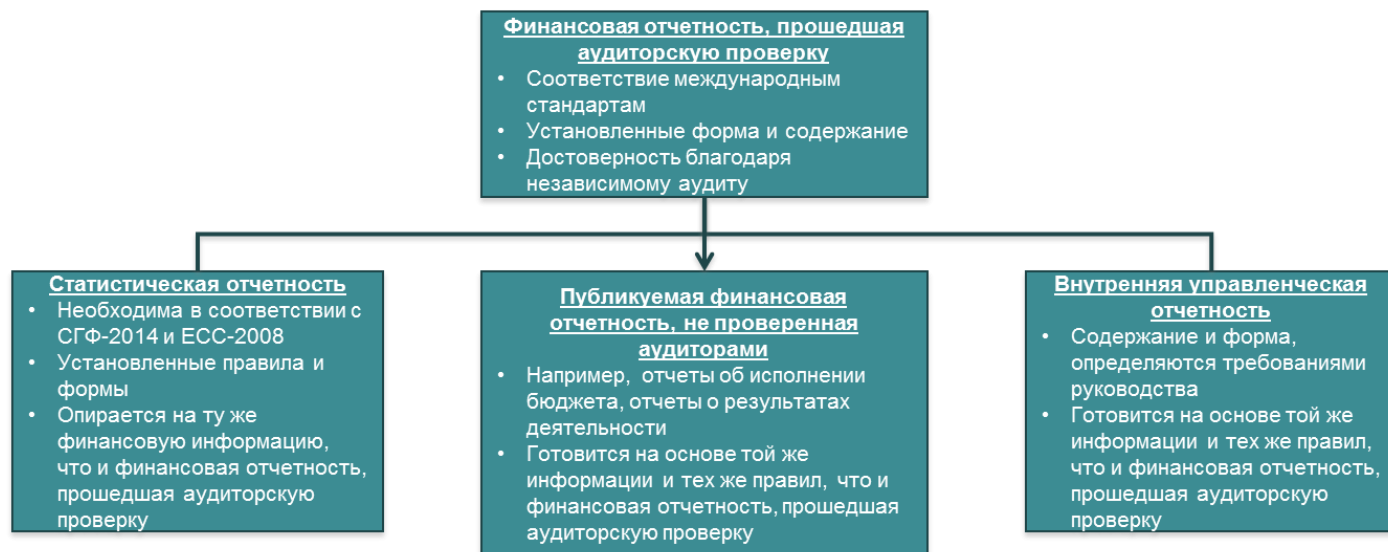 Финансовая отчетность, прошедшая
аудиторскую проверку
• Соответствие международным
стандартам
• Установленные форма и содержание
• Достоверность благодаря
независимому аудиту
Статистическая отчетность
• Необходима в соответствии с
СГФ-2014 и ЕСС-2008
• Установленные правила и
формы
• Опирается на ту же
финансовую информацию,
что и финансовая отчетность,
прошедшая аудиторскую
проверку
Публикуемая финансовая
отчетность, не проверенная
аудиторами
• Например, отчеты об исполнении
бюджета, отчеты о результатах
деятельности
• Готовится на основе той же
информации и тех же правил, что и
финансовая отчетность, прошедшая
аудиторскую проверку
Внутренняя управленческая
отчетность
• Содержание и форма,
определяются требованиями
руководства
• Готовится на основе той же
информации и тех же правил,
что и финансовая отчетность,
прошедшая аудиторскую
проверку